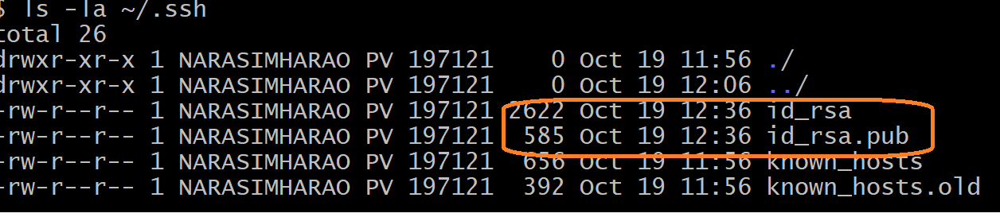 $ ls -la ~/.ssh
total 26
drwxr-xr-x 1 NARASIMHARAO PV 197121 0 Oct 19 11:56 ./
drwxr-xr-x 1 NARASIMHARAO PV 197121 0 Oct 19 12:06 ../
-rw-r--r-- 1 NARASIMHARAO PV 197121 2622 Oct 19 12:36 id_rsa
-rw-r--r-- 1 NARASIMHARAO PV 197121 585 Oct 19 12:36 id_rsa.pub
-rw-r--r-- 1 NARASIMHARAO PV 197121 656 Oct 19 11:56 known_hosts
-rw-r--r-- 1 NARASIMHARAO PV 197121 392 Oct 19 11:56 known_hosts.old